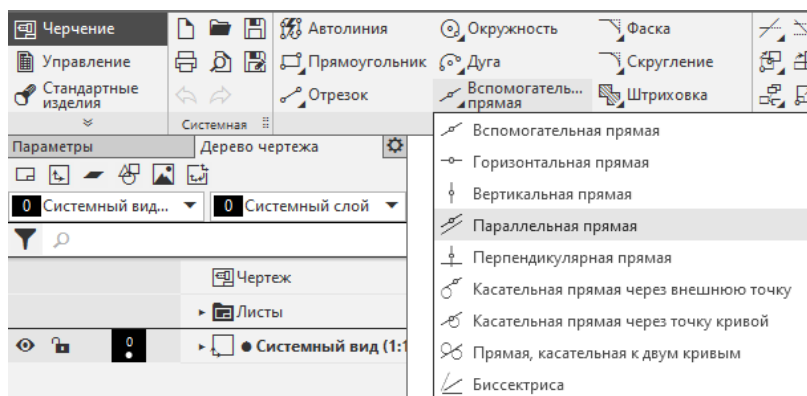 Черчение
Автолиния
Окружность
Фаска
Управление
Прямоугольник
Дуга
Скругление
Стандартные
изделия
Отрезок
Вспомогатель...
прямая
Штриховка
Системная
Вспомогательная прямая
Параметры
Дерево чертежа
Горизонтальная прямая
Вертикальная прямая
0 Системный вид...
0 Системный слой
Параллельная прямая
Перпендикулярная прямая
Чертеж
Касательная прямая через внешнюю точку
Листы
Касательная прямая через точку кривой
0
Системный вид (1:1
Прямая, касательная к двум кривым
Биссектриса